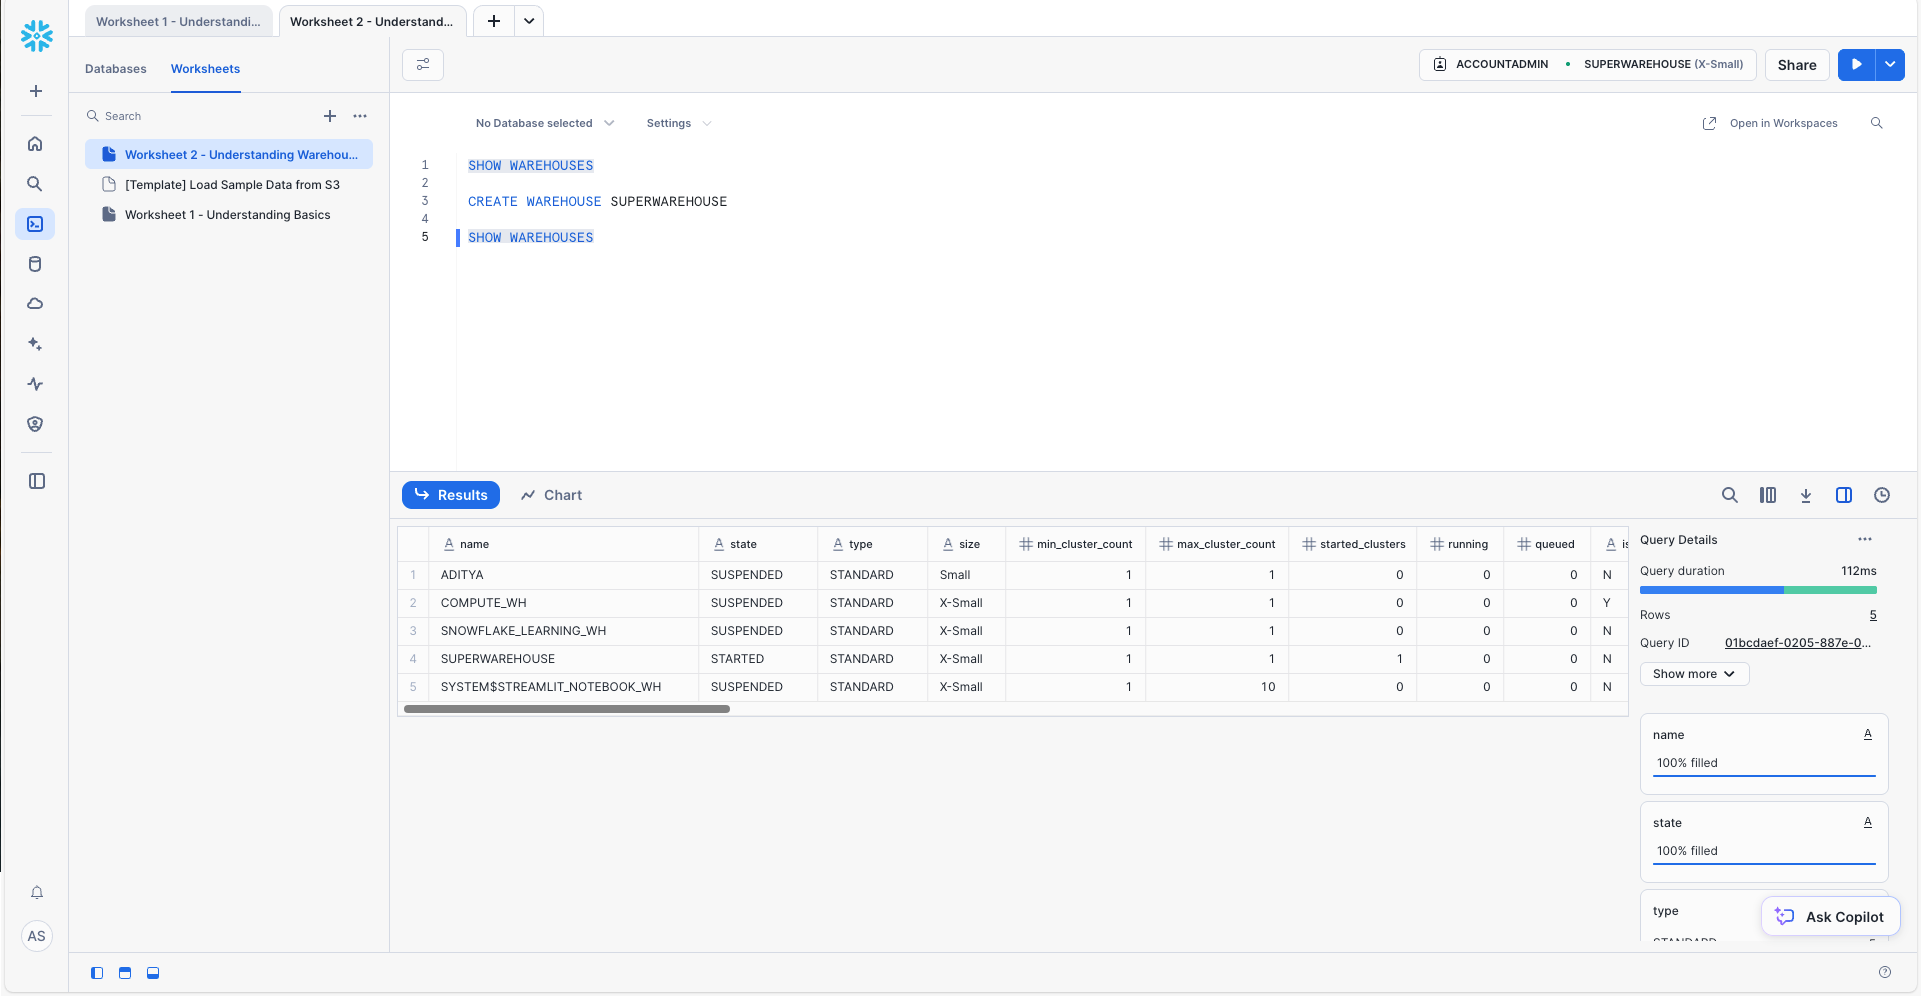 Worksheet 1 - Understandi...
Worksheet 2 - Understand...
Databases
Worksheets
ACCOUNTADMIN
SUPERWAREHOUSE (X-Small)
Share
Search
Worksheet 2 - Understanding Warehou...
[Template] Load Sample Data from S3
Worksheet 1 - Understanding Basics
No Database selected
Settings
Open in Workspaces
1 SHOW WAREHOUSES
2
3 CREATE WAREHOUSE SUPERWAREHOUSE
4
5 SHOW WAREHOUSES
Results
Chart
A name A state A type A size # min_cluster_count # max_cluster_count # started_clusters # running # queued A is
1 ADITYA SUSPENDED STANDARD Small 1 1 0 0 0 N
2 COMPUTE_WH SUSPENDED STANDARD X-Small 1 1 0 0 0 Y
3 SNOWFLAKE_LEARNING_WH SUSPENDED STANDARD X-Small 1 1 0 0 0 N
4 SUPERWAREHOUSE STARTED STANDARD X-Small 1 1 1 0 0 N
5 SYSTEM$STREAMLIT_NOTEBOOK_WH SUSPENDED STANDARD X-Small 1 10 0 0 0 N
Query Details
Query duration 112ms
Rows 5
Query ID 01bcdaef-0205-887e-0...
Show more
name A
100% filled
state A
100% filled
type
STANDARD 5
Ask Copilot
AS